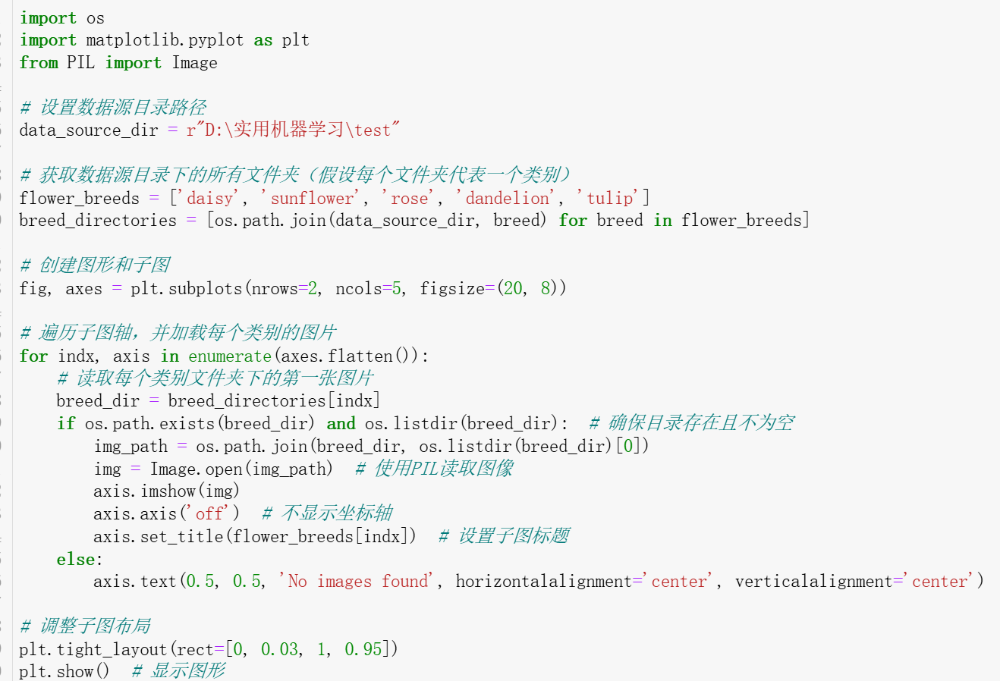 import os
import matplotlib.pyplot as plt
from PIL import Image

# 设置数据源目录路径
data_source_dir = r"D:\实用机器学习\test"

# 获取数据源目录下的所有文件夹（假设每个文件夹代表一个类别）
flower_breeds = ['daisy', 'sunflower', 'rose', 'dandelion', 'tulip']
breed_directories = [os.path.join(data_source_dir, breed) for breed in flower_breeds]

# 创建图形和子图
fig, axes = plt.subplots(nrows=2, ncols=5, figsize=(20, 8))

# 遍历子图轴，并加载每个类别的图片
for indx, axis in enumerate(axes.flatten()):
    # 读取每个类别文件夹下的第一张图片
    breed_dir = breed_directories[indx]
    if os.path.exists(breed_dir) and os.listdir(breed_dir):  # 确保目录存在且不为空
        img_path = os.path.join(breed_dir, os.listdir(breed_dir)[0])
        img = Image.open(img_path)  # 使用PIL读取图像
        axis.imshow(img)
        axis.axis('off')  # 不显示坐标轴
        axis.set_title(flower_breeds[indx])  # 设置子图标题
    else:
        axis.text(0.5, 0.5, 'No images found', horizontalalignment='center', verticalalignment='center')

# 调整子图布局
plt.tight_layout(rect=[0, 0.03, 1, 0.95])
plt.show()  # 显示图形